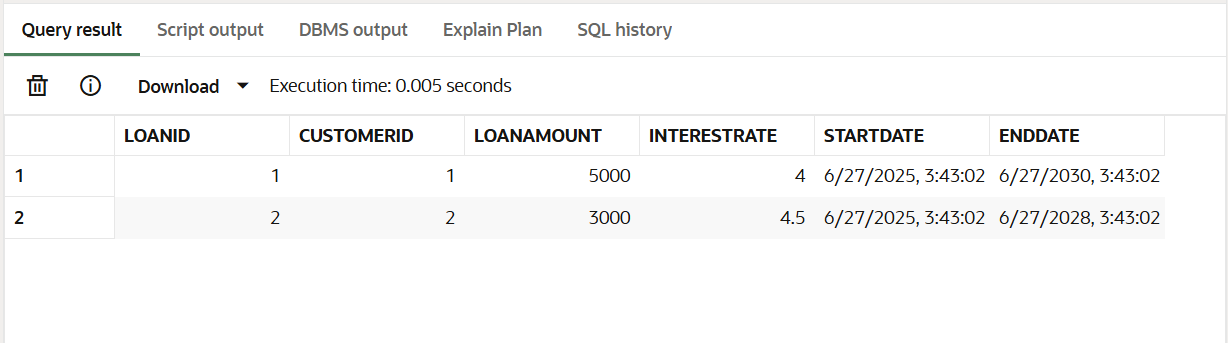 Query result Script output DBMS output Explain Plan SQL history
Download Execution time: 0.005 seconds
LOANID CUSTOMERID LOANAMOUNT INTERESTRATE STARTDATE ENDDATE
1 1 1 5000 4 6/27/2025, 3:43:02 6/27/2030, 3:43:02
2 2 2 3000 4.5 6/27/2025, 3:43:02 6/27/2028, 3:43:02